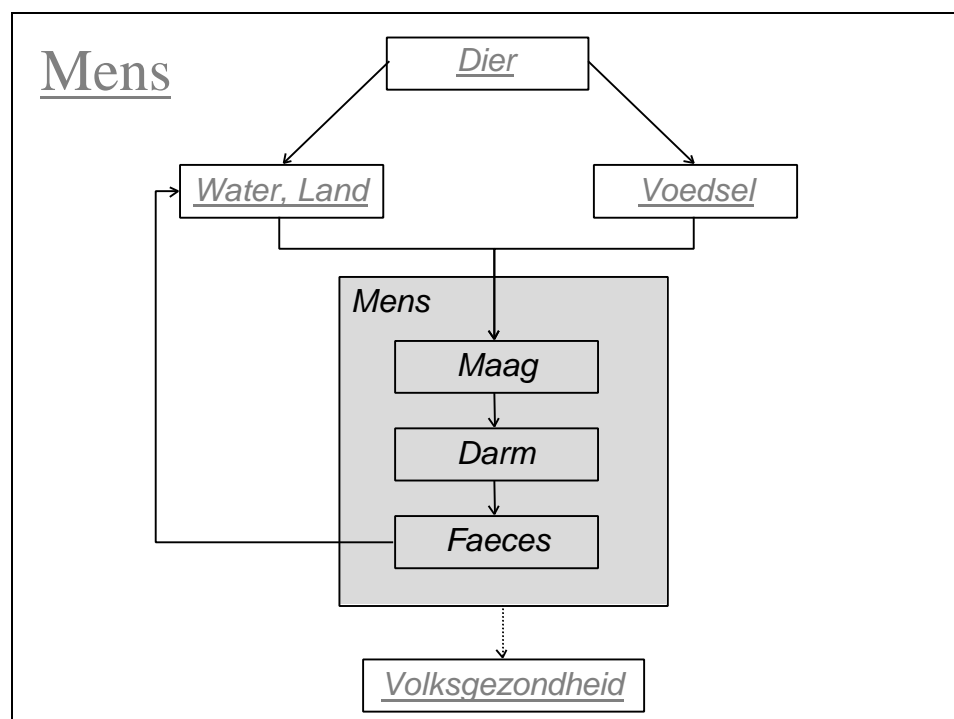 Mens
Dier
Water, Land
Voedsel
Mens
Maag
Darm
Faeces
Volksgezondheid